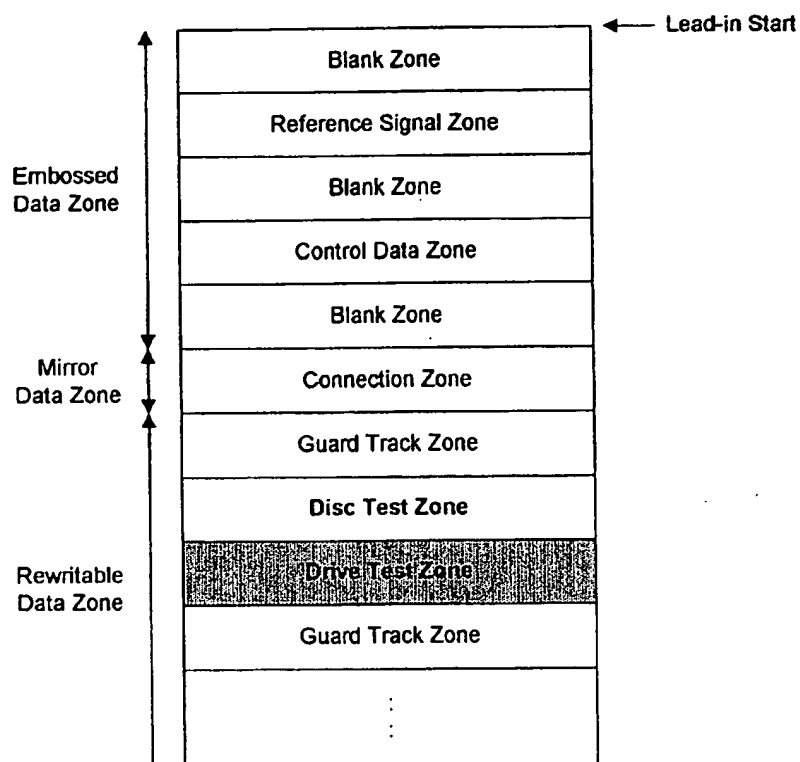 Lead-in Start
Blank Zone
Reference Signal Zone
Embossed
Data Zone
Blank Zone
Control Data Zone
Blank Zone
Mirror
Data Zone
Connection Zone
Guard Track Zone
Disc Test Zone
Rewritable
Data Zone
Drive Test Zone
Guard Track Zone